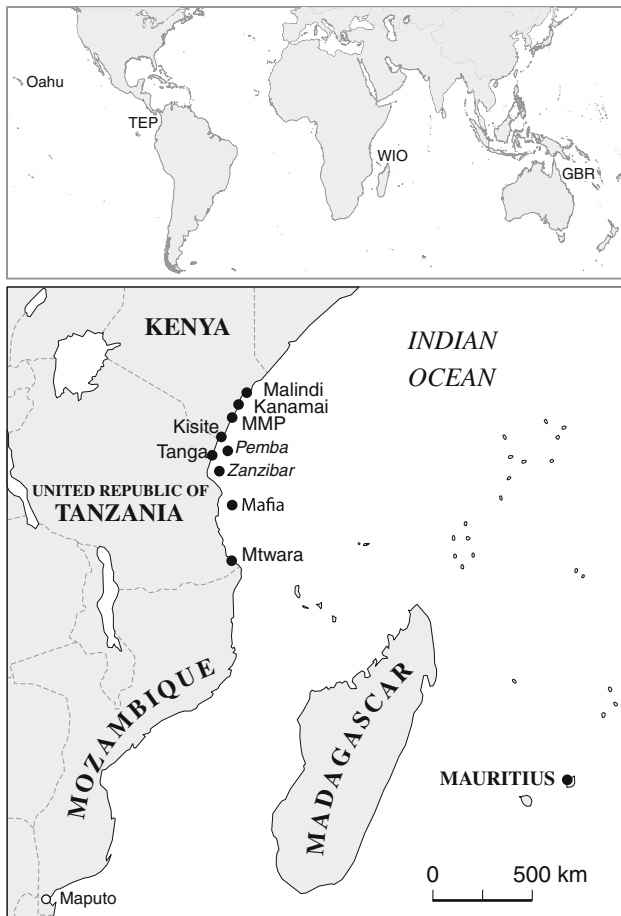 Oahu
TEP
WIO
GBR
KENYA
INDIAN
OCEAN
Malindi
Kanamai
MMP
Kisite
Pemba
Tanga
Zanzibar
UNITED REPUBLIC OF
TANZANIA
Mafia
Mtwara
MOZAMBIQUE
MADAGASCAR
MAURITIUS
0 500 km
Maputo